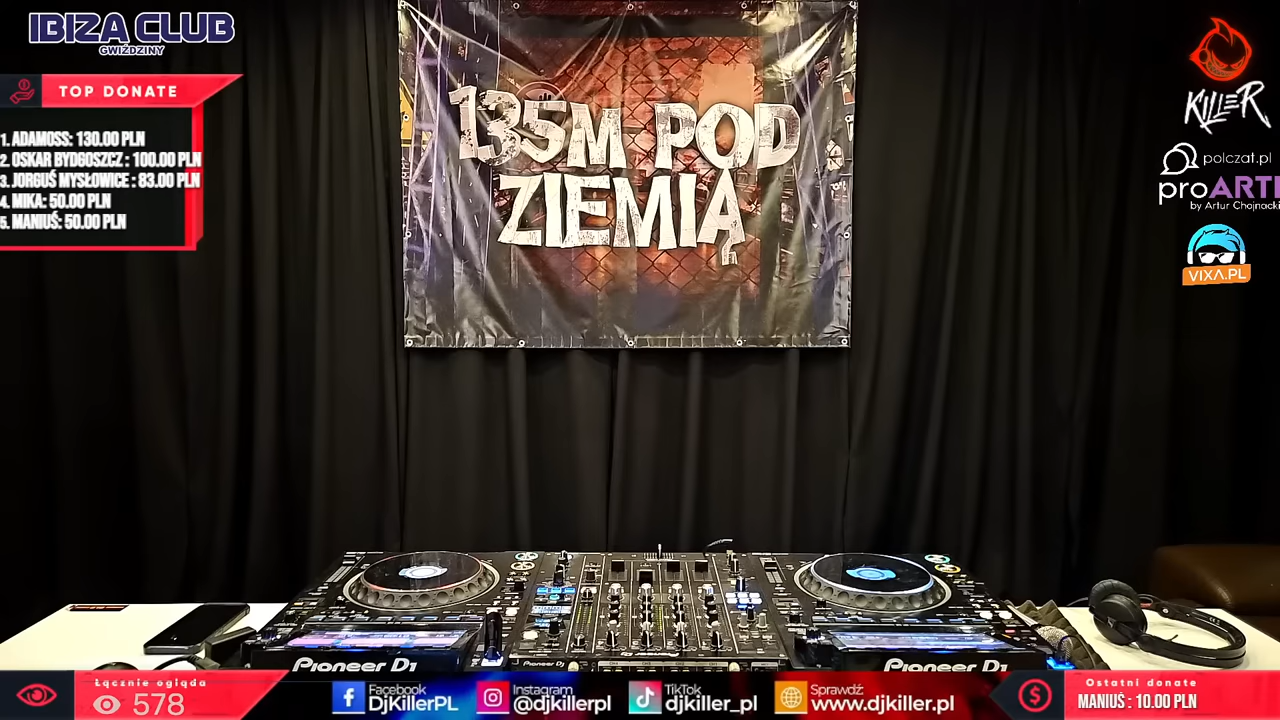 IBIZA CLUB
GWIŹDZINY
TOP DONATE
1. ADAMOSS: 130.00 PLN
2. OSKAR BYDGOSZCZ : 100.00 PLN
3. JORGUŚ MYSŁOWICE : 83.00 PLN
4. MIKA: 50.00 PLN
5. MANIUŚ: 50.00 PLN
135M POD
ZIEMIĄ
KILLER
polczat.pl
proARTI
by Artur Chojnacki
VIXA.PL
Pioneer DJ
Pioneer DJ
Pioneer DJ
Łącznie ogląda
578
Facebook
DjKillerPL
Instagram
@djkillerpl
TikTok
djkiller_pl
Sprawdź:
www.djkiller.pl
Ostatni donate
MANIUŚ : 10.00 PLN